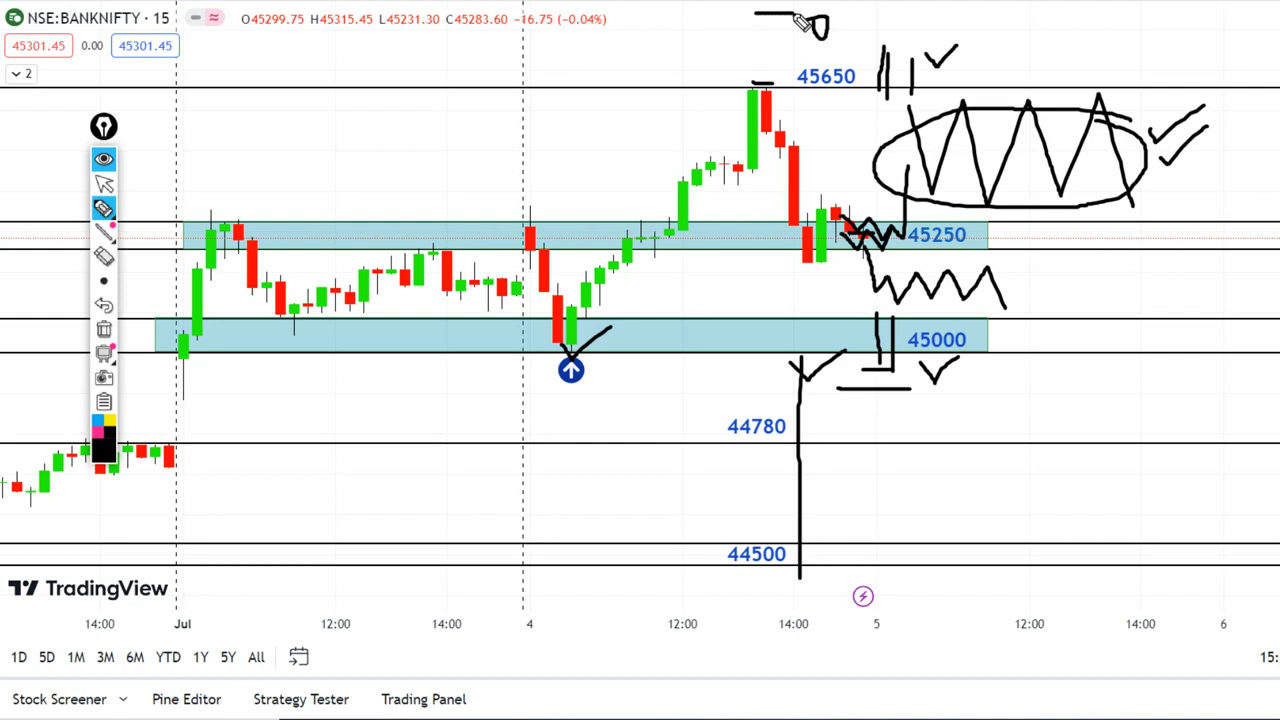 NSE:BANKNIFTY · 15
O45299.75 H45315.45 L45231.30 C45283.60 -16.75 (-0.04%)
45301.45 0.00 45301.45
2
45650
45250
45000
44780
44500
TradingView
14:00 Jul 12:00 14:00 4 12:00 14:00 5 12:00 14:00 6
1D 5D 1M 3M 6M YTD 1Y 5Y All 15:
Stock Screener Pine Editor Strategy Tester Trading Panel